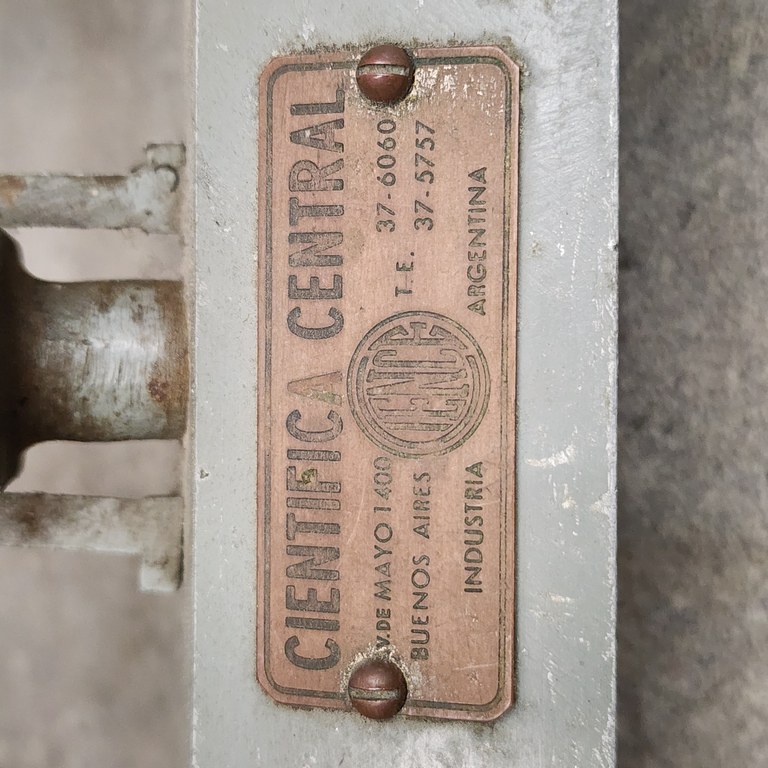 CIENTIFICA CENTRAL
V. DE MAYO 1400
BUENOS AIRES
T.E. 37-6060
37-5757
INDUSTRIA ARGENTINA